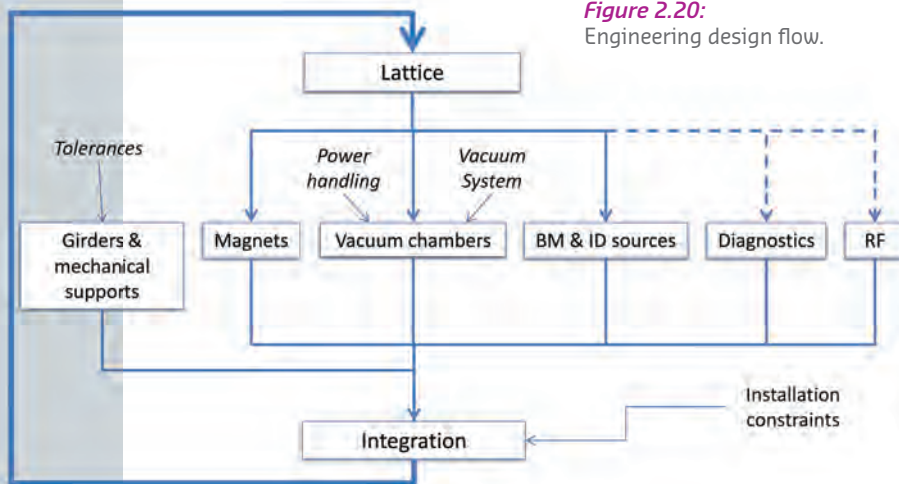 Figure 2.20:
Engineering design flow.
Lattice
Tolerances
Power
handling
Vacuum
System
Girders &
mechanical
supports
Magnets
Vacuum chambers
BM & ID sources
Diagnostics
RF
Installation
constraints
Integration